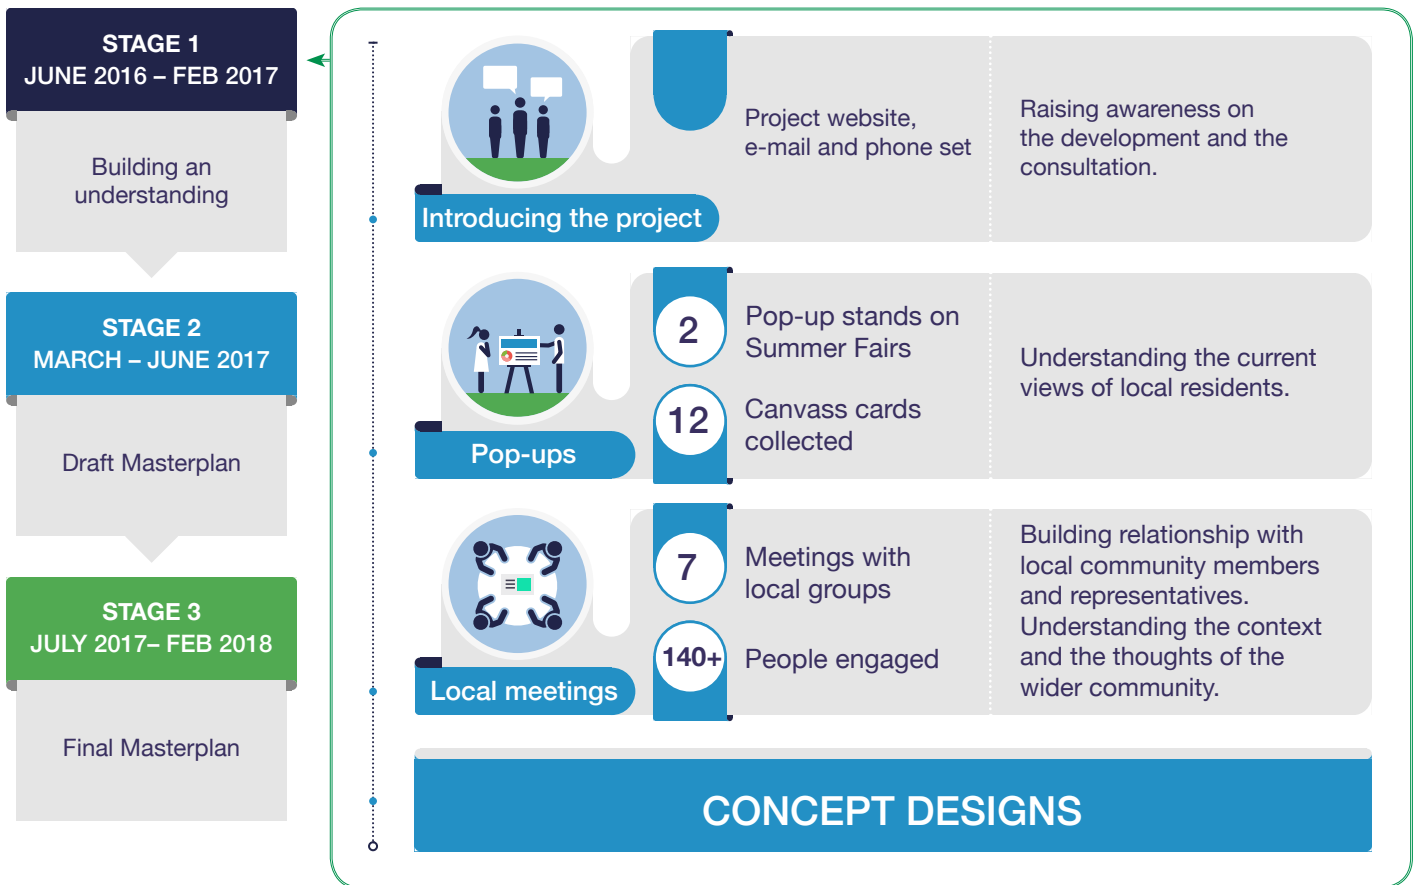 STAGE 1
JUNE 2016 – FEB 2017
Building an
understanding
STAGE 2
MARCH – JUNE 2017
Draft Masterplan
STAGE 3
JULY 2017– FEB 2018
Final Masterplan
Introducing the project
Project website,
e-mail and phone set
Raising awareness on
the development and the
consultation.
Pop-ups
2
Pop-up stands on
Summer Fairs
12
Canvass cards
collected
Understanding the current
views of local residents.
Local meetings
7
Meetings with
local groups
140+
People engaged
Building relationship with
local community members
and representatives.
Understanding the context
and the thoughts of the
wider community.
CONCEPT DESIGNS